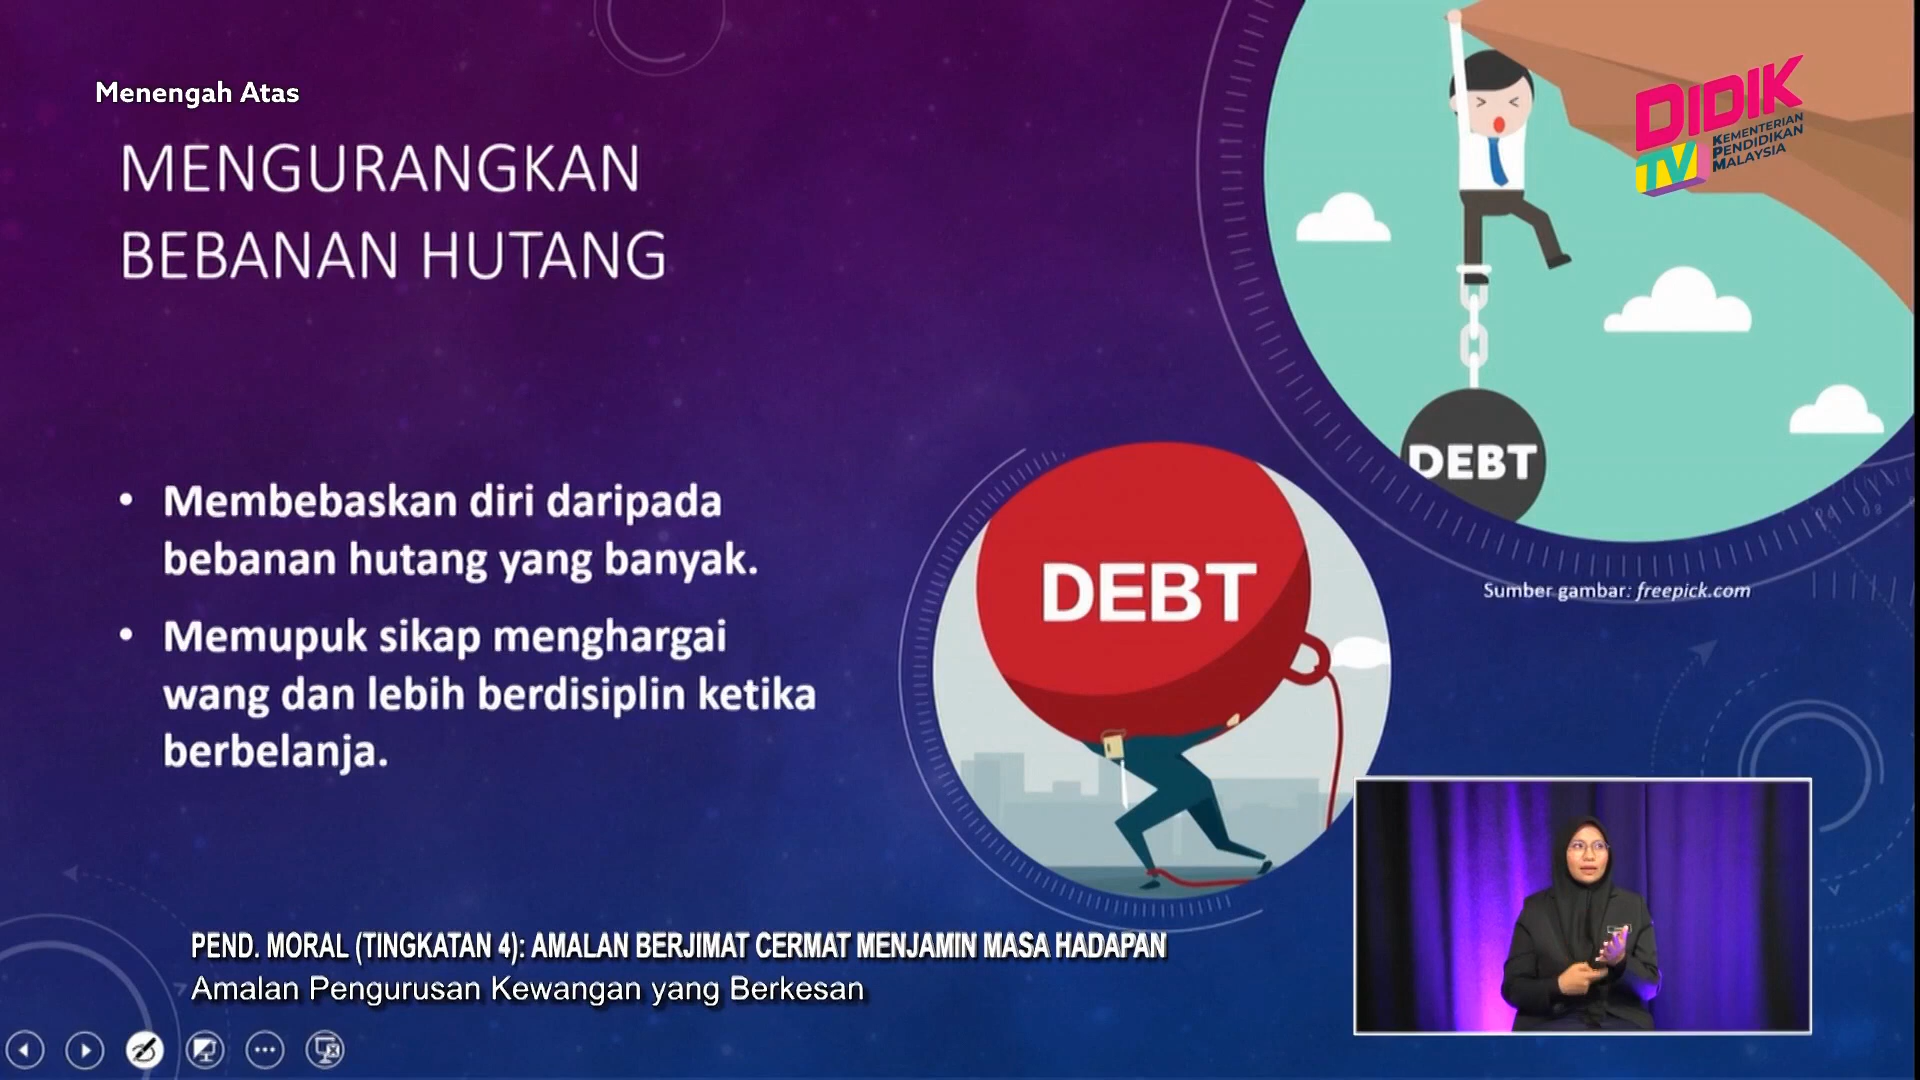 Menengah Atas
MENGURANGKAN
BEBANAN HUTANG
• Membebaskan diri daripada
bebanan hutang yang banyak.
• Memupuk sikap menghargai
wang dan lebih berdisiplin ketika
berbelanja.
DIDIK
TV
KEMENTERIAN
PENDIDIKAN
MALAYSIA
DEBT
Sumber gambar: freepick.com
DEBT
PEND. MORAL (TINGKATAN 4): AMALAN BERJIMAT CERMAT MENJAMIN MASA HADAPAN
Amalan Pengurusan Kewangan yang Berkesan